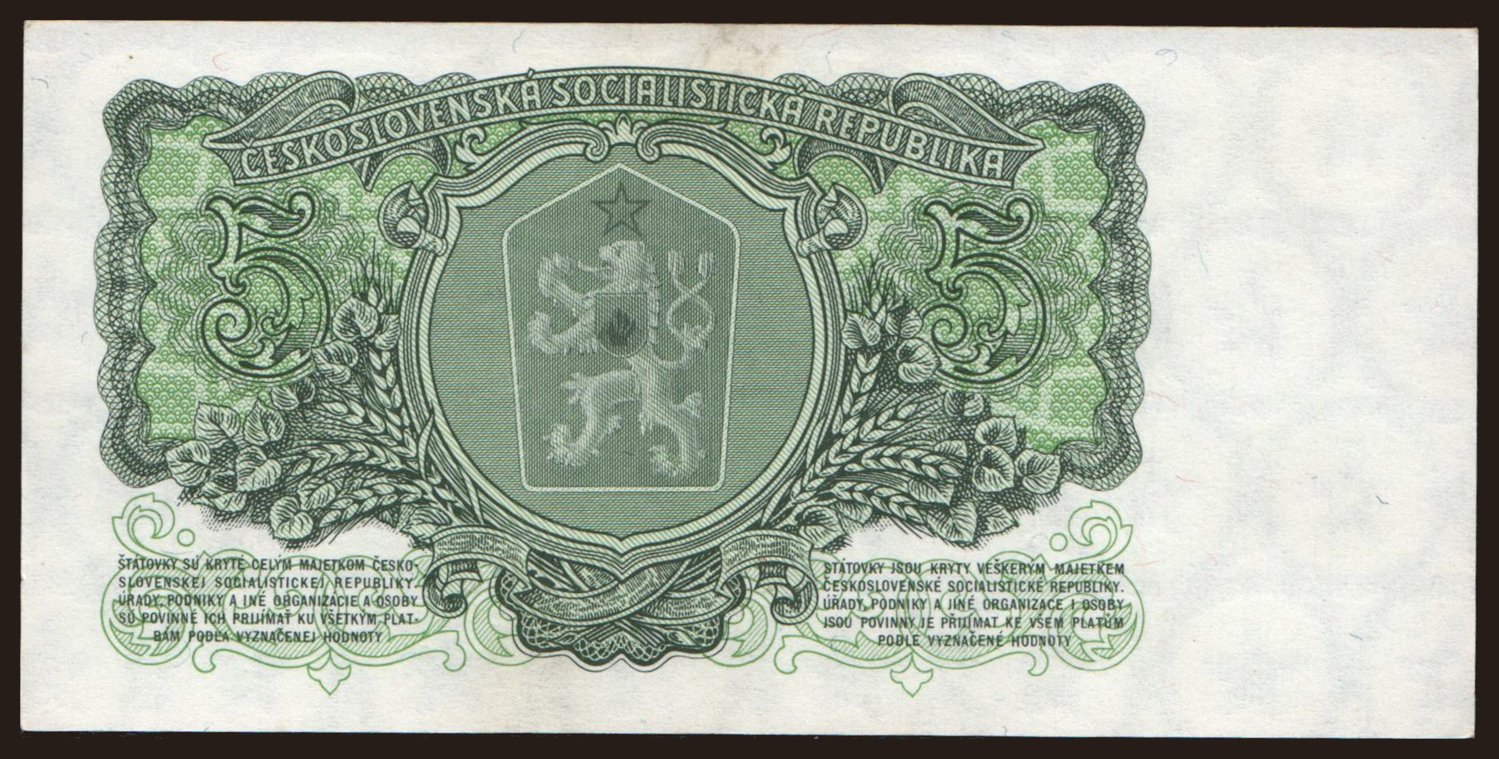 ČESKOSLOVENSKÁ SOCIALISTICKÁ REPUBLIKA
5
5
ŠTÁTOVKY SÚ KRYTÉ CELÝM MAJETKOM ČESKO-
SLOVENSKEJ SOCIALISTICKEJ REPUBLIKY.
ÚRADY, PODNIKY A INÉ ORGANIZÁCIE A OSOBY
SÚ POVINNÉ ICH PRIJÍMAŤ KU VŠETKÝM PLAT-
BÁM PODĽA VYZNAČENEJ HODNOTY
STÁTOVKY JSOU KRYTY VEŠKERÝM MAJETKEM
ČESKOSLOVENSKÉ SOCIALISTICKÉ REPUBLIKY.
ÚŘADY, PODNIKY A JINÉ ORGANIZACE I OSOBY
JSOU POVINNY JE PŘIJÍMAT KE VŠEM PLATŮM
PODLE VYZNAČENÉ HODNOTY